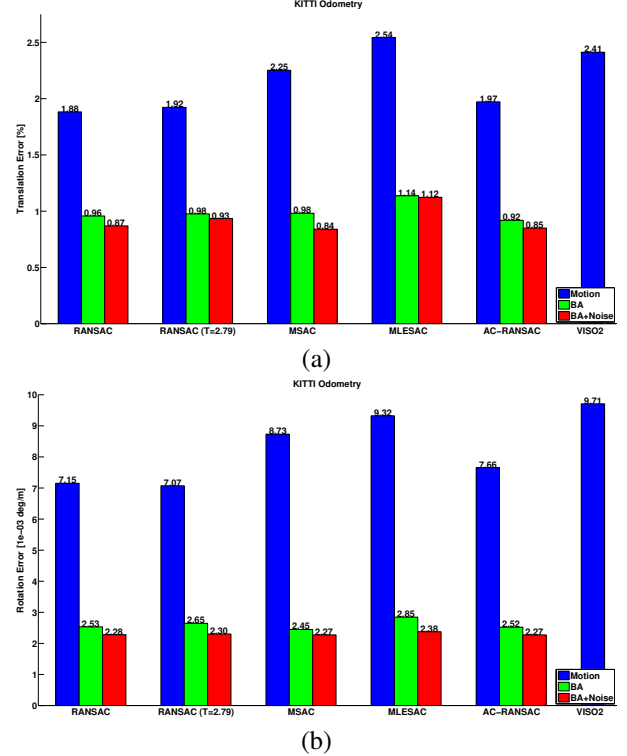 KITTI Odometry
Translation Error [%]
2.5
2
1.5
1
0.5
0
1.88
0.96
0.87
1.92
0.98
0.93
2.25
0.98
0.84
2.54
1.14
1.12
1.97
0.92
0.85
2.41
Motion
BA
BA+Noise
RANSAC
RANSAC (T=2.79)
MSAC
MLESAC
AC−RANSAC
VISO2
(a)
KITTI Odometry
Rotation Error [1e−03 deg/m]
10
9
8
7
6
5
4
3
2
1
0
7.15
2.53
2.28
7.07
2.65
2.30
8.73
2.45
2.27
9.32
2.85
2.38
7.66
2.52
2.27
9.71
Motion
BA
BA+Noise
RANSAC
RANSAC (T=2.79)
MSAC
MLESAC
AC−RANSAC
VISO2
(b)